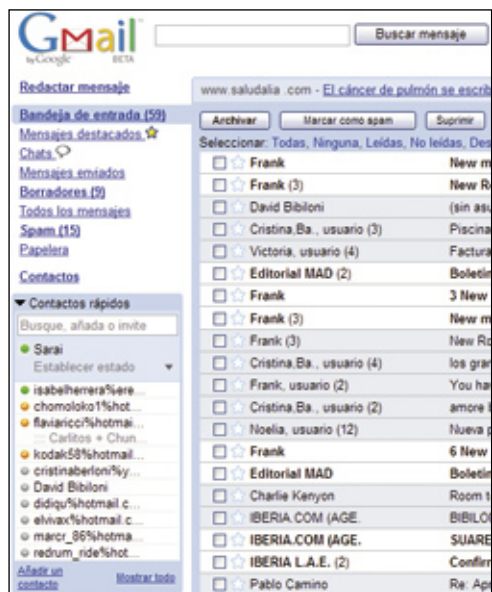 Gmail
by Google BETA
Buscar mensaje
Redactar mensaje
www.saludalia.com - El cáncer de pulmón se escrib
Bandeja de entrada (59)
Mensajes destacados
Chats
Mensajes enviados
Borradores (9)
Todos los mensajes
Spam (15)
Papelera
Contactos
Contactos rápidos
Busque, añada o invite
Sarai
Establecer estado
isabelherrera%ere...
chomoloko1%hot...
flaviaricci%hotmai...
::: Carlitos + Chun...
kodak58%hotmail...
cristinaberloni%y...
David Bibiloni
didiqu%hotmail.c...
elvivax%hotmail.c...
marcr_86%hotma...
redrum_ride%hot...
Añadir un contacto
Mostrar todo
Archivar Marcar como spam Suprimir
Seleccionar: Todas, Ninguna, Leídas, No leídas, Des
Frank New m
Frank (3) New R
David Bibiloni (sin asu
Cristina,Ba., usuario (3) Piscina
Victoria, usuario (4) Factura
Editorial MAD (2) Boletin
Frank 3 New
Frank (3) New m
Frank (3) New Ro
Cristina,Ba., usuario (4) los gran
Frank, usuario (2) You hav
Cristina,Ba., usuario (2) amore l
Noelia, usuario (12) Nueva p
Frank 6 New
Editorial MAD Boletin
Charlie Kenyon Room t
IBERIA.COM (AGE. BIBILO
IBERIA.COM (AGE. SUARE
IBERIA L.A.E. (2) Confirm
Pablo Camino Re: Apr